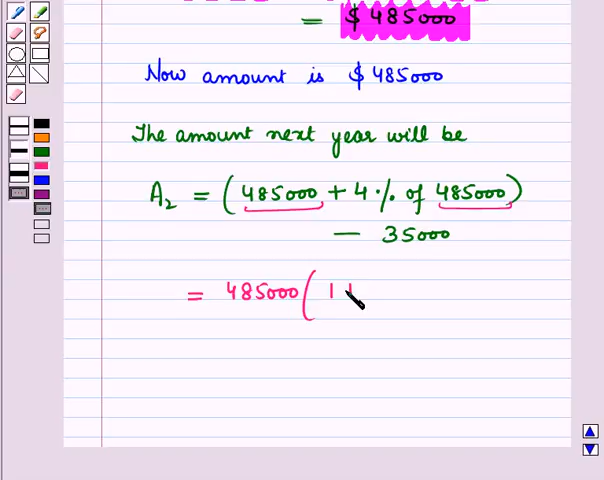 = $485000
Now amount is $485000
The amount next year will be
A₂ = (485000 + 4% of 485000)
— 35000
= 485000 ( 1